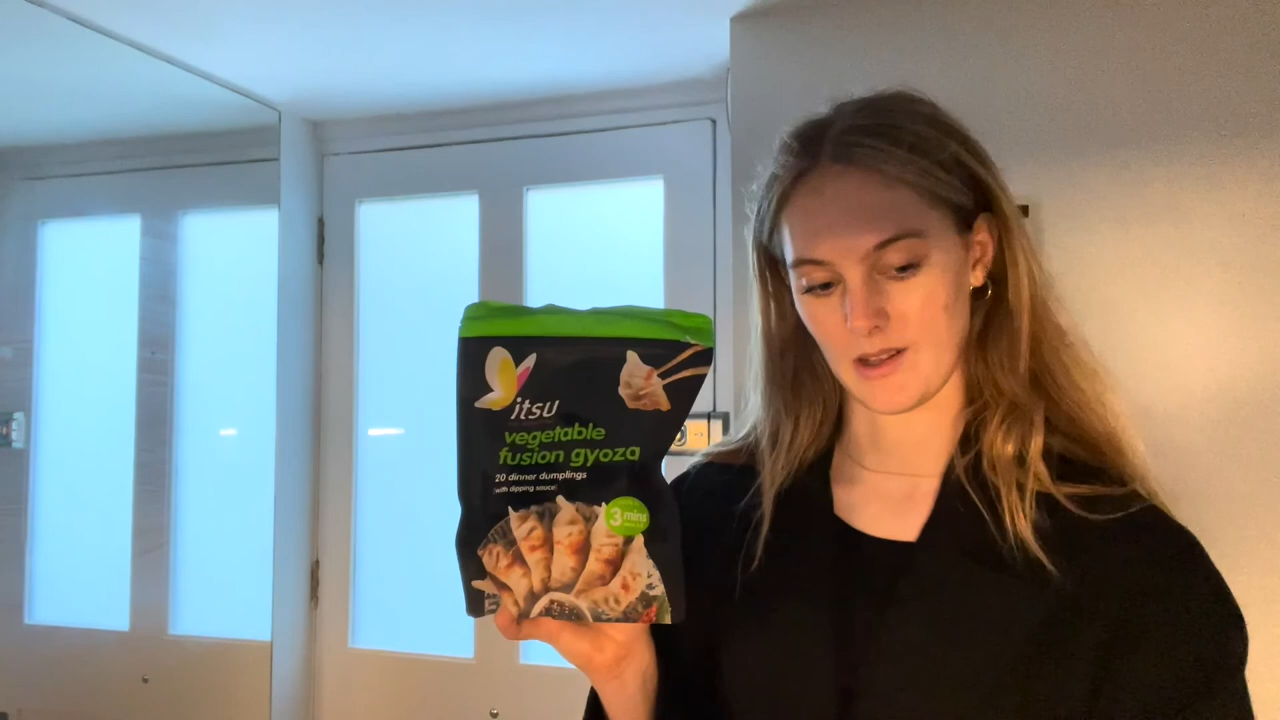 itsu
vegetable
fusion gyoza
20 dinner dumplings
[with dipping sauce]
3 mins